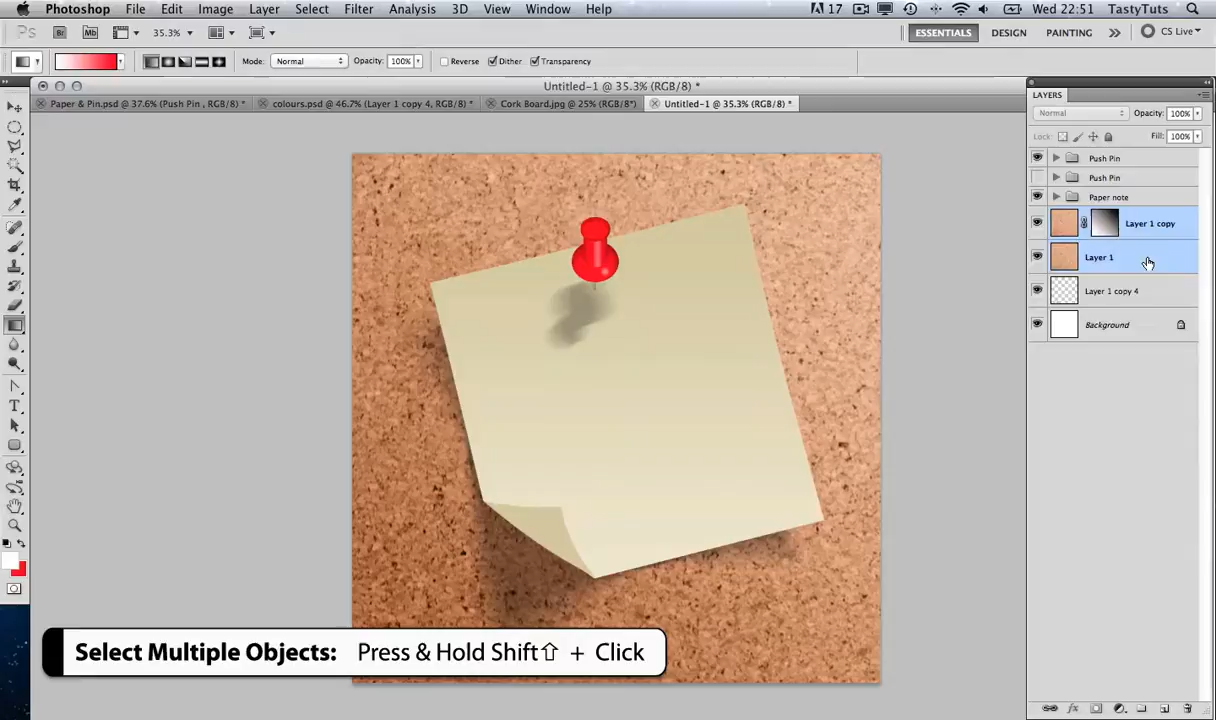 Photoshop File Edit Image Layer Select Filter Analysis 3D View Window Help 17 Wed 22:51 TastyTuts
Ps Br Mb 35.3% ESSENTIALS DESIGN PAINTING CS Live
Mode: Normal Opacity: 100% Reverse Dither Transparency
Untitled-1 @ 35.3% (RGB/8) *
Paper & Pin.psd @ 37.6% (Push Pin , RGB/8) * colours.psd @ 46.7% (Layer 1 copy 4, RGB/8) * Cork Board.jpg @ 25% (RGB/8*) Untitled-1 @ 35.3% (RGB/8) *
LAYERS
Normal Opacity: 100%
Lock: Fill: 100%
Push Pin
Push Pin
Paper note
Layer 1 copy
Layer 1
Layer 1 copy 4
Background
T
fx
Select Multiple Objects: Press & Hold Shift⇧ + Click